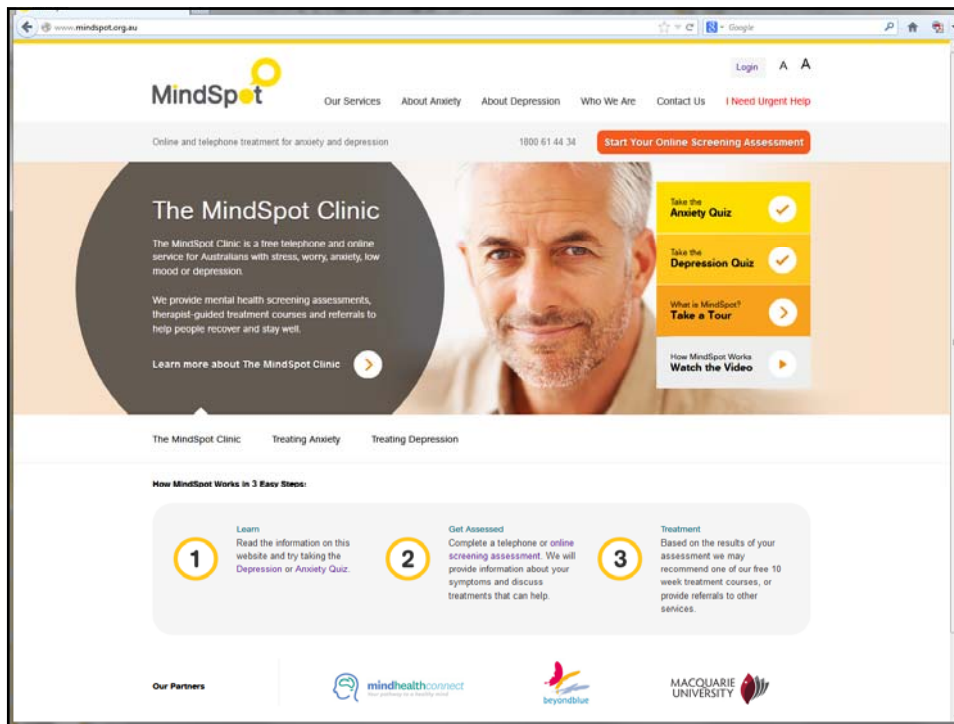 www.mindspot.org.au
Google
Login A A
MindSpot
Our Services About Anxiety About Depression Who We Are Contact Us I Need Urgent Help
Online and telephone treatment for anxiety and depression 1800 61 44 34 Start Your Online Screening Assessment
The MindSpot Clinic
The MindSpot Clinic is a free telephone and online
service for Australians with stress, worry, anxiety, low
mood or depression.
We provide mental health screening assessments,
therapist-guided treatment courses and referrals to
help people recover and stay well.
Learn more about The MindSpot Clinic
Take the
Anxiety Quiz
Take the
Depression Quiz
What is MindSpot?
Take a Tour
How MindSpot Works
Watch the Video
The MindSpot Clinic Treating Anxiety Treating Depression
How MindSpot Works in 3 Easy Steps:
1
Learn
Read the information on this
website and try taking the
Depression or Anxiety Quiz.
2
Get Assessed
Complete a telephone or online
screening assessment. We will
provide information about your
symptoms and discuss
treatments that can help.
3
Treatment
Based on the results of your
assessment we may
recommend one of our free 10
week treatment courses, or
provide referrals to other
services.
Our Partners
mindhealthconnect
Your pathway to a healthy mind
beyondblue
MACQUARIE
UNIVERSITY